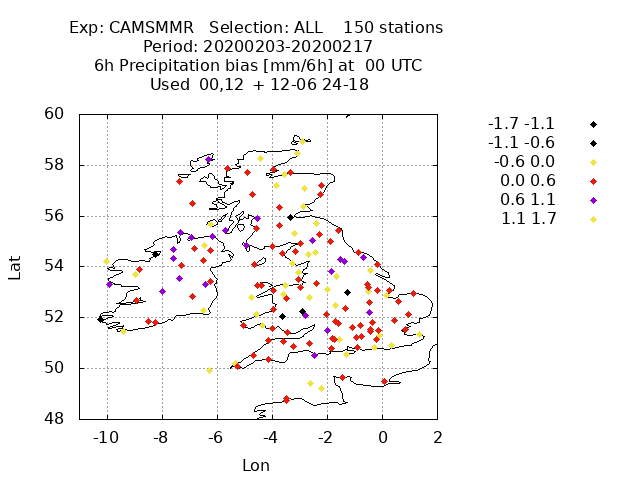 Exp: CAMSMMR   Selection: ALL    150 stations
Period: 20200203-20200217
6h Precipitation bias [mm/6h] at  00 UTC
Used  00,12  + 12-06 24-18
-1.7 -1.1
-1.1 -0.6
-0.6 0.0
0.0 0.6
0.6 1.1
1.1 1.7
60
58
56
54
52
50
48
Lat
-10 -8 -6 -4 -2 0 2
Lon